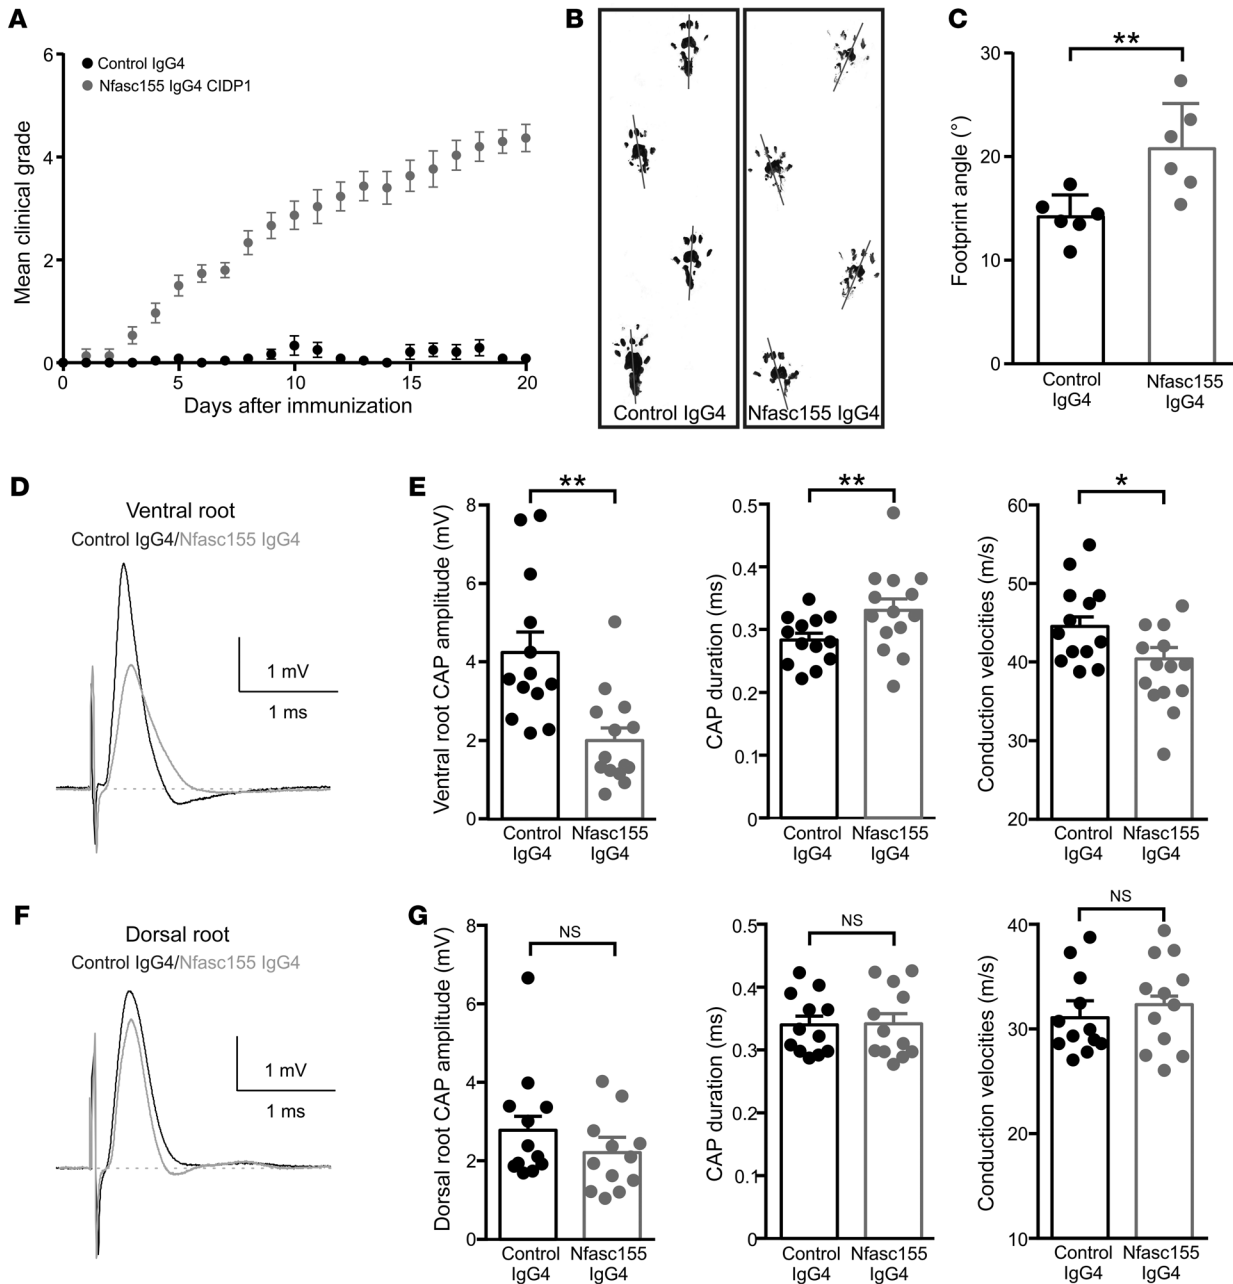 A
Control IgG4
Nfasc155 IgG4 CIDP1
Mean clinical grade
6
4
2
0
0
5
10
15
20
Days after immunization
B
Control IgG4
Nfasc155 IgG4
C
**
Footprint angle (°)
30
20
10
0
Control
IgG4
Nfasc155
IgG4
D
Ventral root
Control IgG4/Nfasc155 IgG4
1 mV
1 ms
E
**
Ventral root CAP amplitude (mV)
8
6
4
2
0
Control
IgG4
Nfasc155
IgG4
**
CAP duration (ms)
0.5
0.4
0.3
0.2
0.1
0
Control
IgG4
Nfasc155
IgG4
*
Conduction velocities (m/s)
60
50
40
30
20
Control
IgG4
Nfasc155
IgG4
F
Dorsal root
Control IgG4/Nfasc155 IgG4
1 mV
1 ms
G
NS
Dorsal root CAP amplitude (mV)
8
6
4
2
0
Control
IgG4
Nfasc155
IgG4
NS
CAP duration (ms)
0.5
0.4
0.3
0.2
0.1
0
Control
IgG4
Nfasc155
IgG4
NS
Conduction velocities (m/s)
40
30
20
10
Control
IgG4
Nfasc155
IgG4